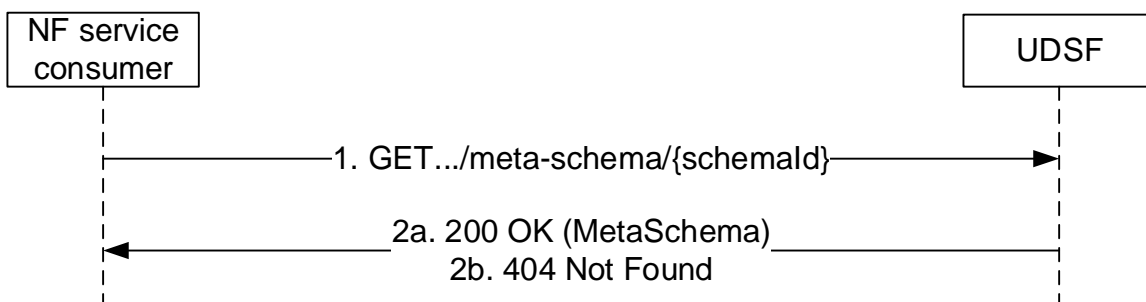 NF service
consumer
UDSF
1. GET.../meta-schema/{schemaId}
2a. 200 OK (MetaSchema)
2b. 404 Not Found